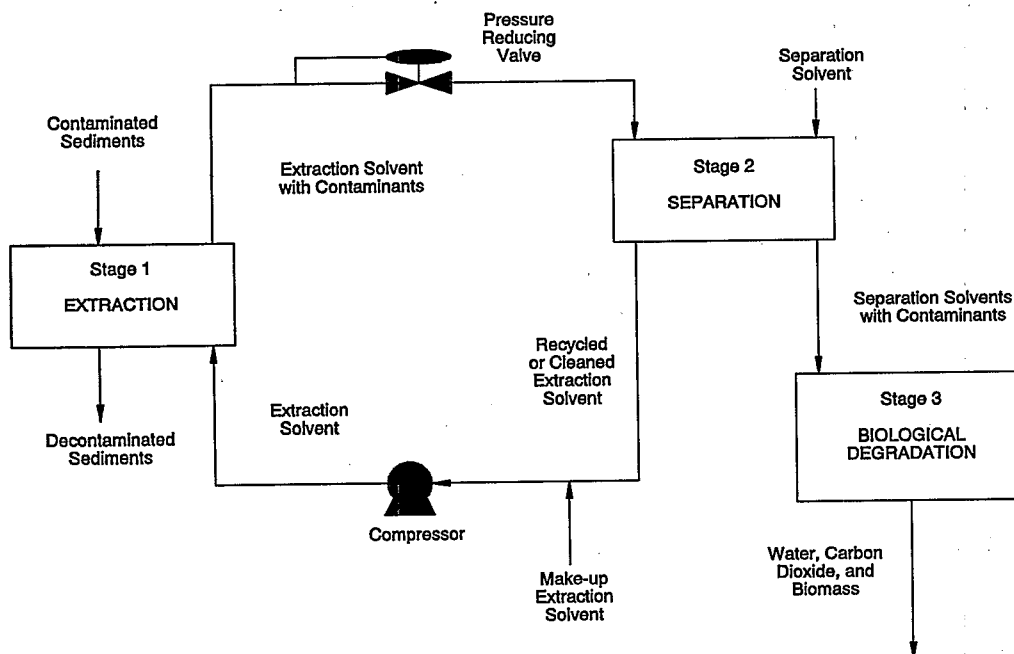 Pressure
Reducing
Valve
Separation
Solvent
Contaminated
Sediments
Extraction Solvent
with Contaminants
Stage 2
SEPARATION
Stage 1
EXTRACTION
Separation Solvents
with Contaminants
Recycled
or Cleaned
Extraction
Solvent
Extraction
Solvent
Decontaminated
Sediments
Stage 3
BIOLOGICAL
DEGRADATION
Compressor
Make-up
Extraction
Solvent
Water, Carbon
Dioxide, and
Biomass